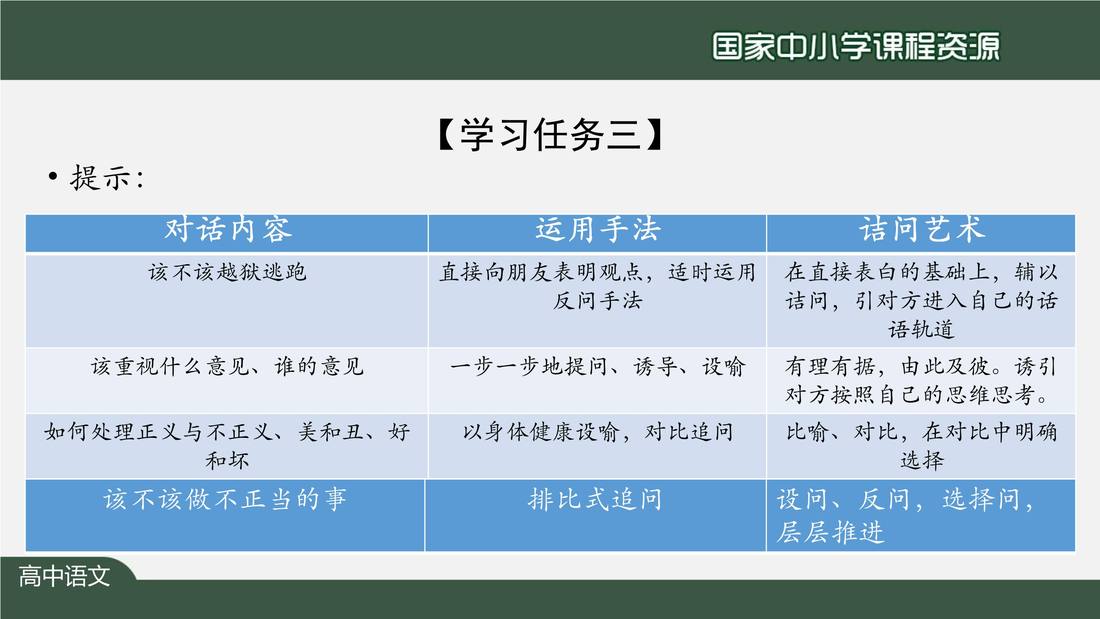 国家中小学课程资源
【学习任务三】
• 提示：
对话内容 运用手法 诘问艺术
该不该越狱逃跑
直接向朋友表明观点，适时运用
反问手法
在直接表白的基础上，辅以
诘问，引对方进入自己的话
语轨道
该重视什么意见、谁的意见
一步一步地提问、诱导、设喻
有理有据，由此及彼。诱引
对方按照自己的思维思考。
如何处理正义与不正义、美和丑、好
和坏
以身体健康设喻，对比追问
比喻、对比，在对比中明确
选择
该不该做不正当的事
排比式追问
设问、反问，选择问，
层层推进
高中语文